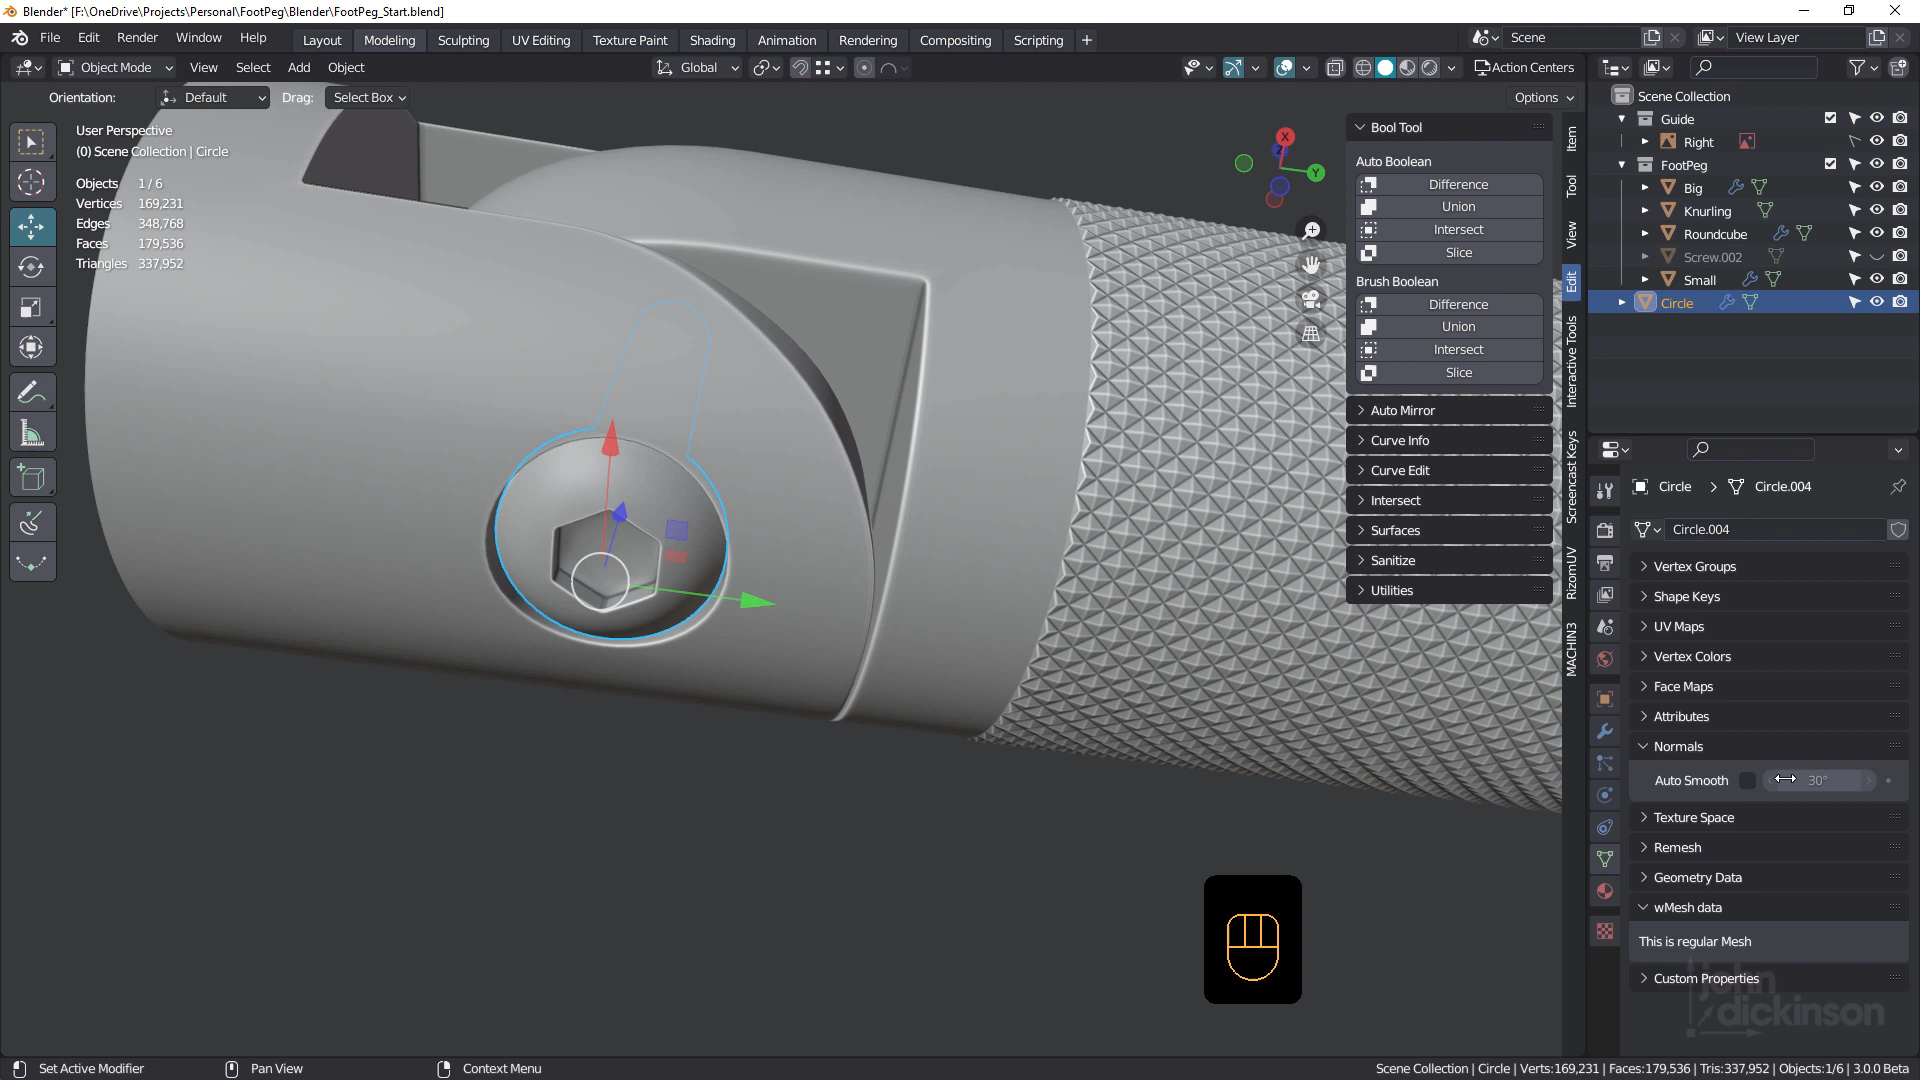 Blender* [F:\OneDrive\Projects\Personal\FootPeg\Blender\FootPeg_Start.blend]
File Edit Render Window Help Layout Modeling Sculpting UV Editing Texture Paint Shading Animation Rendering Compositing Scripting + Scene View Layer
Object Mode View Select Add Object Global Action Centers
Orientation: Default Drag: Select Box Options
User Perspective
(0) Scene Collection | Circle
Objects 1 / 6
Vertices 169,231
Edges 348,768
Faces 179,536
Triangles 337,952
X
Y
Z
Bool Tool
Auto Boolean
Difference
Union
Intersect
Slice
Brush Boolean
Difference
Union
Intersect
Slice
Auto Mirror
Curve Info
Curve Edit
Intersect
Surfaces
Sanitize
Utilities
Item
Tool
View
Edit
Interactive Tools
Screencast Keys
RizomUV
MACHIN3
Scene Collection
Guide
Right
FootPeg
Big
Knurling
Roundcube
Screw.002
Small
Circle
Circle > Circle.004
Circle.004
Vertex Groups
Shape Keys
UV Maps
Vertex Colors
Face Maps
Attributes
Normals
Auto Smooth 30°
Texture Space
Remesh
Geometry Data
wMesh data
This is regular Mesh
Custom Properties
john
dickinson
Set Active Modifier Pan View Context Menu Scene Collection | Circle | Verts:169,231 | Faces:179,536 | Tris:337,952 | Objects:1/6 | 3.0.0 Beta